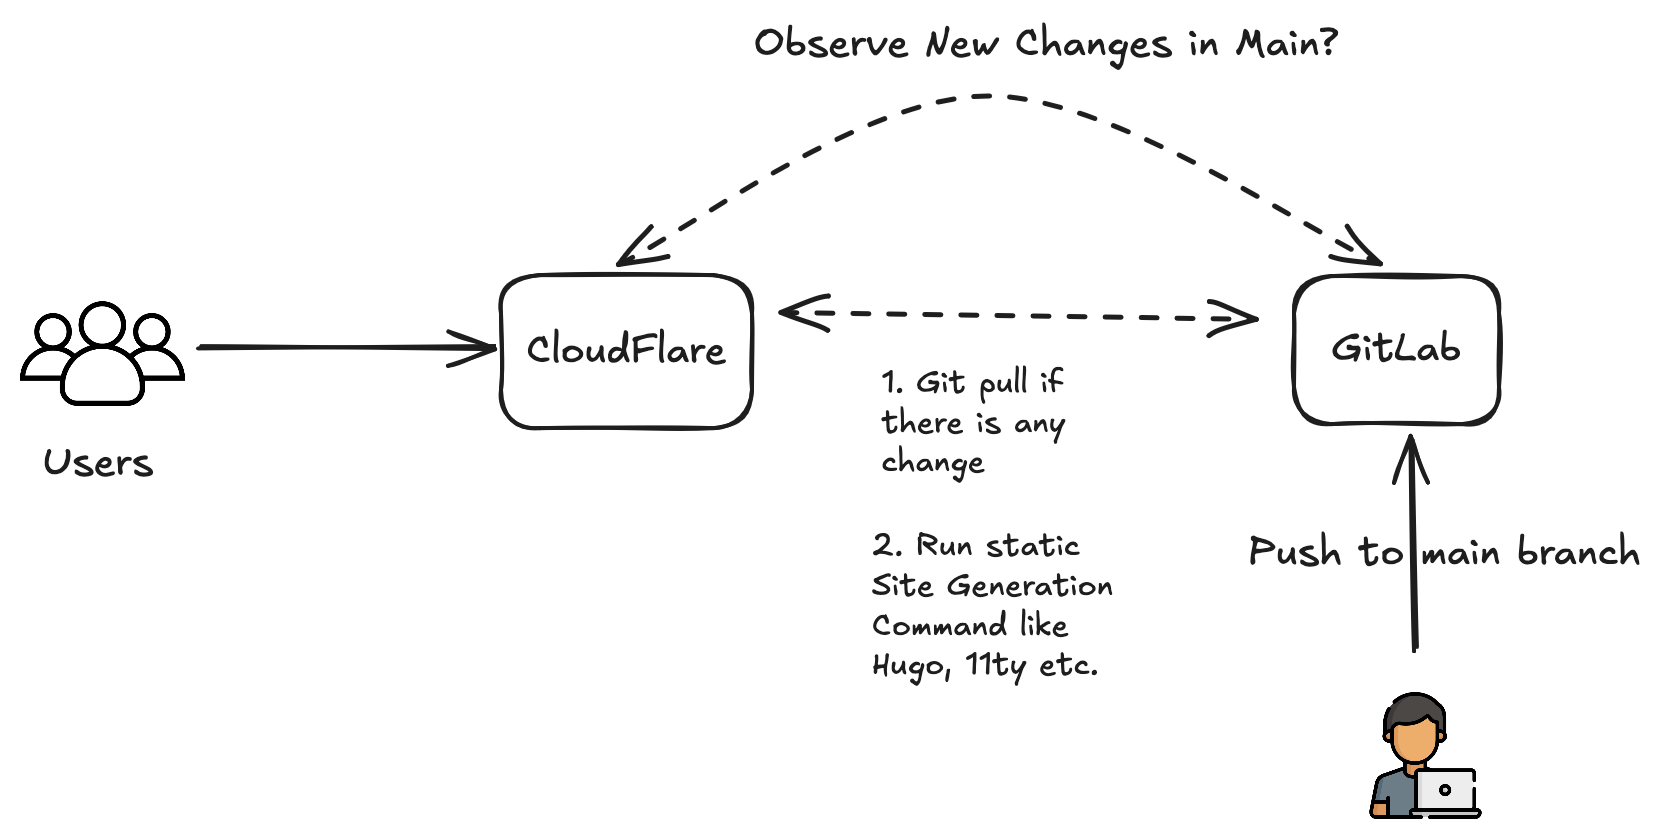 Observe New Changes in Main?
CloudFlare
GitLab
Users
1. Git pull if
there is any
change
2. Run static
Site Generation
Command like
Hugo, 11ty etc.
Push to main branch